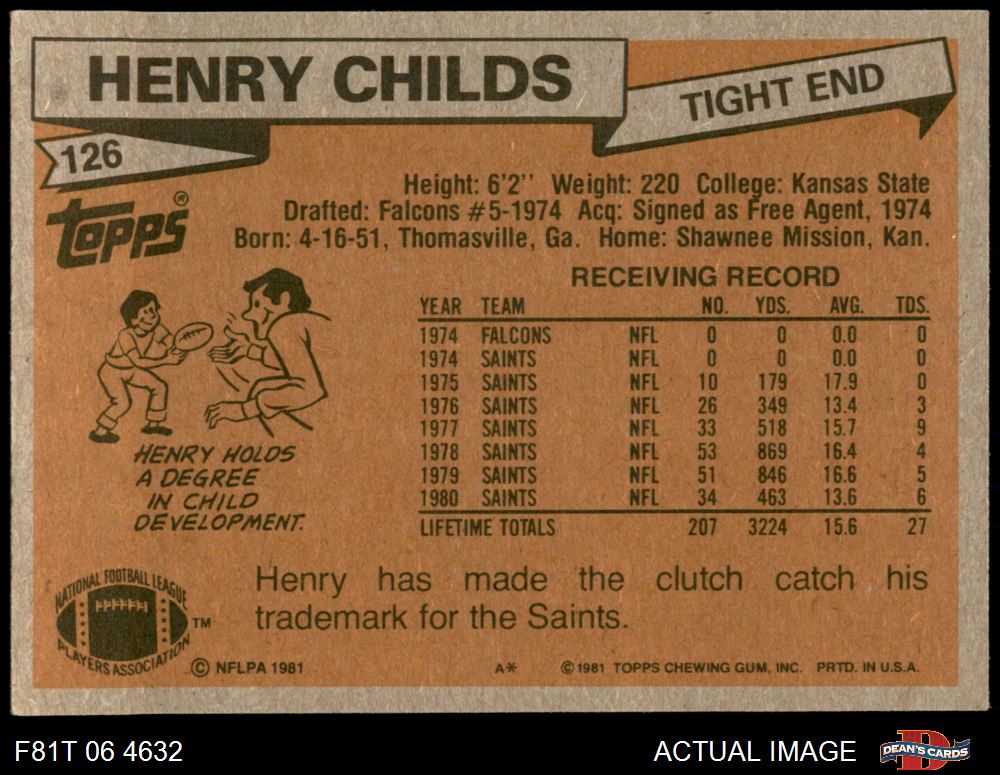 HENRY CHILDS
TIGHT END
126
TOPPS®
Height: 6'2'' Weight: 220 College: Kansas State
Drafted: Falcons #5-1974 Acq: Signed as Free Agent, 1974
Born: 4-16-51, Thomasville, Ga. Home: Shawnee Mission, Kan.
RECEIVING RECORD
YEAR TEAM NO. YDS. AVG. TDS.
1974 FALCONS NFL 0 0 0.0 0
1974 SAINTS NFL 0 0 0.0 0
1975 SAINTS NFL 10 179 17.9 0
1976 SAINTS NFL 26 349 13.4 3
1977 SAINTS NFL 33 518 15.7 9
1978 SAINTS NFL 53 869 16.4 4
1979 SAINTS NFL 51 846 16.6 5
1980 SAINTS NFL 34 463 13.6 6
LIFETIME TOTALS 207 3224 15.6 27
HENRY HOLDS
A DEGREE
IN CHILD
DEVELOPMENT.
Henry has made the clutch catch his
trademark for the Saints.
NATIONAL FOOTBALL LEAGUE
PLAYERS ASSOCIATION
TM
© NFLPA 1981
A* © 1981 TOPPS CHEWING GUM, INC. PRTD. IN U.S.A.
F81T 06 4632
ACTUAL IMAGE
D
DEAN'S CARDS